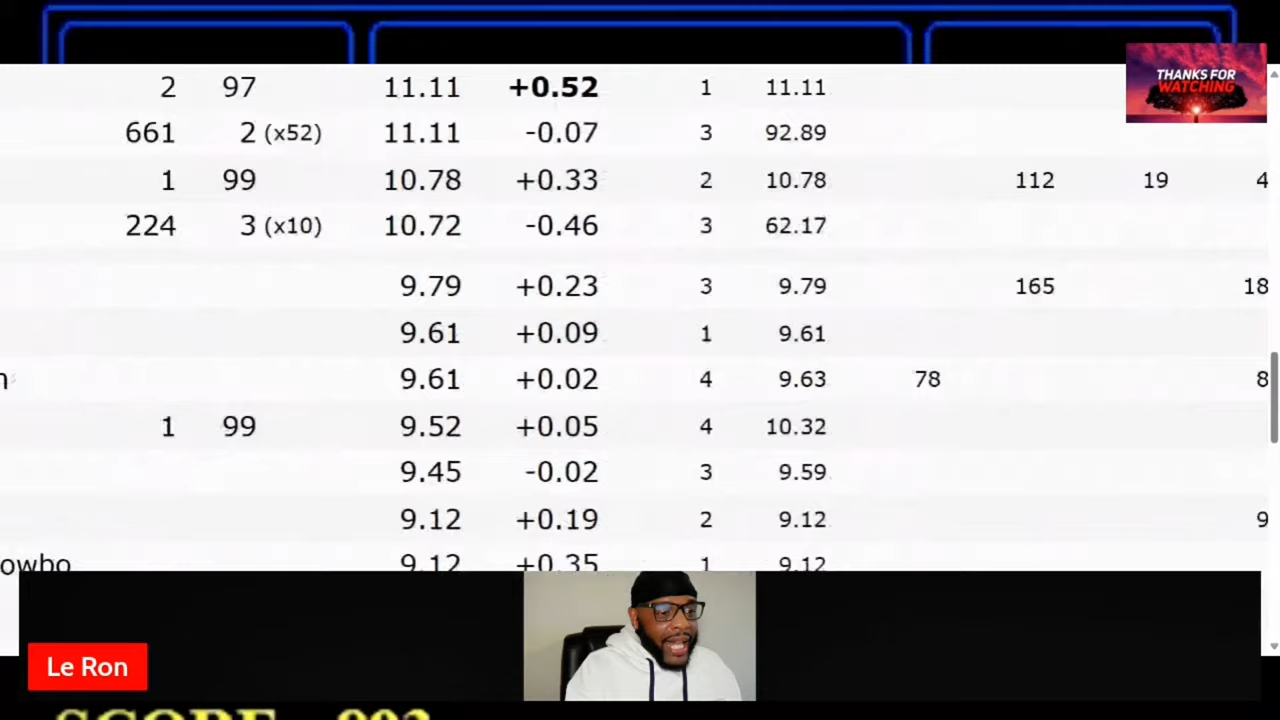 THANKS FOR
WATCHING
2 97 11.11 +0.52 1 11.11
661 2 (x52) 11.11 -0.07 3 92.89
1 99 10.78 +0.33 2 10.78 112 19 4
224 3 (x10) 10.72 -0.46 3 62.17
9.79 +0.23 3 9.79 165 18
9.61 +0.09 1 9.61
n 9.61 +0.02 4 9.63 78 8
1 99 9.52 +0.05 4 10.32
9.45 -0.02 3 9.59
9.12 +0.19 2 9.12 9
owbo 9.12 +0.35 1 9.12
Le Ron
SCORE 993